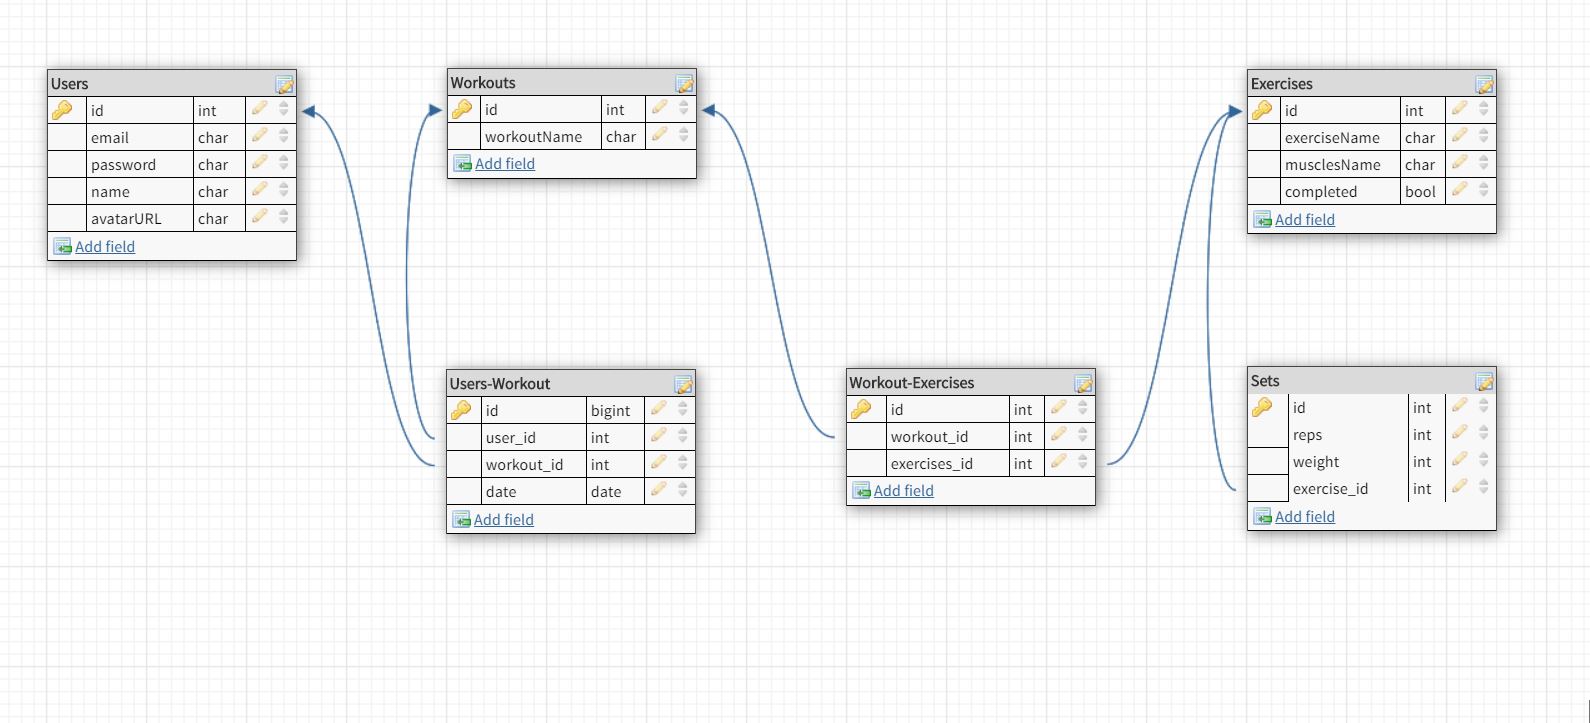 Users
id int
email char
password char
name char
avatarURL char
Add field
Workouts
id int
workoutName char
Add field
Exercises
id int
exerciseName char
musclesName char
completed bool
Add field
Users-Workout
id bigint
user_id int
workout_id int
date date
Add field
Workout-Exercises
id int
workout_id int
exercises_id int
Add field
Sets
id int
reps int
weight int
exercise_id int
Add field